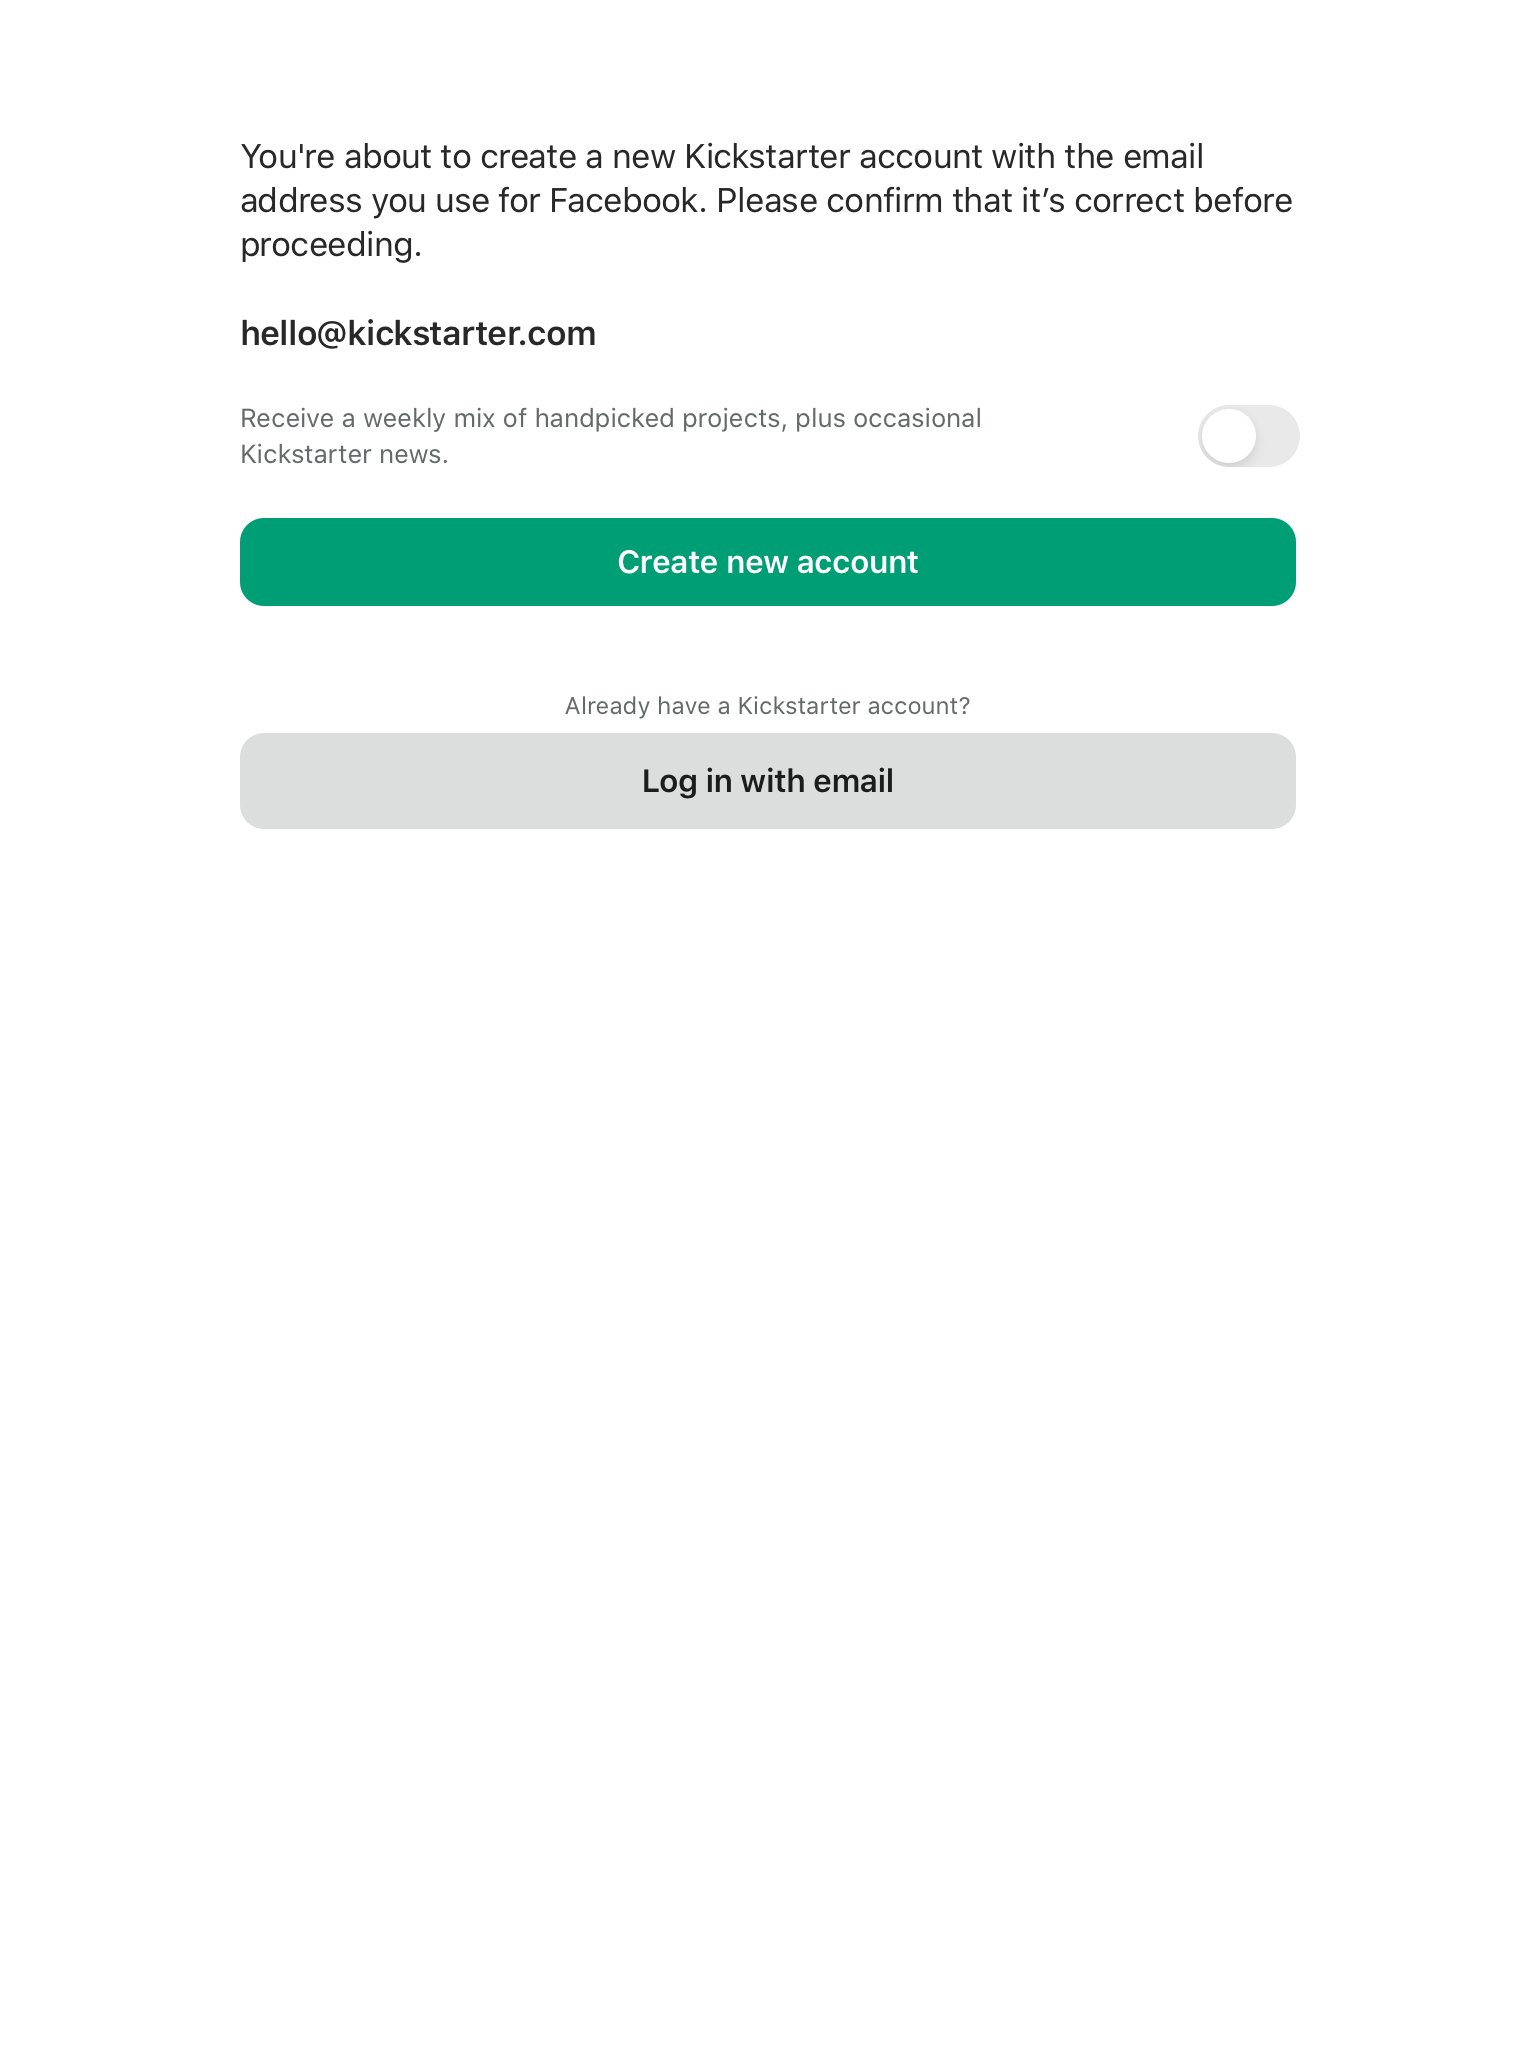 You're about to create a new Kickstarter account with the email
address you use for Facebook. Please confirm that it’s correct before
proceeding.
hello@kickstarter.com
Receive a weekly mix of handpicked projects, plus occasional
Kickstarter news.
Create new account
Already have a Kickstarter account?
Log in with email